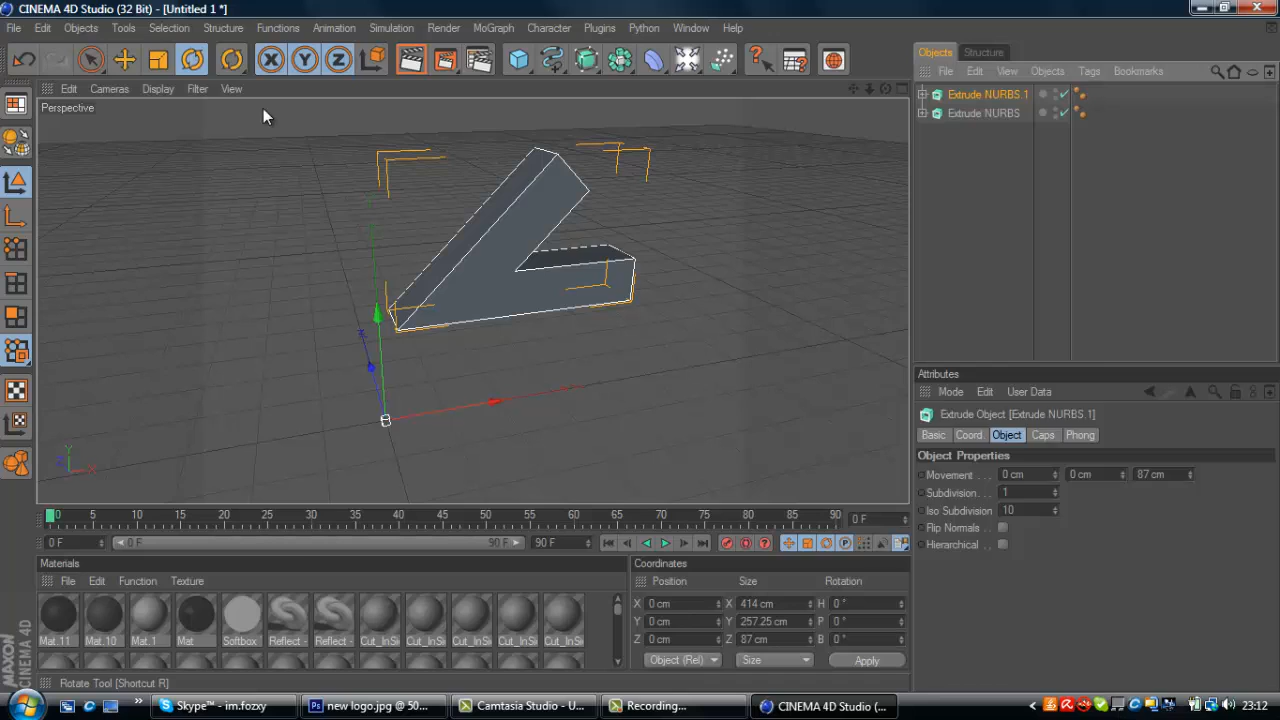 CINEMA 4D Studio (32 Bit) - [Untitled 1 *]
File Edit Objects Tools Selection Structure Functions Animation Simulation Render MoGraph Character Plugins Python Window Help
Objects Structure
File Edit View Objects Tags Bookmarks
Extrude NURBS.1
Extrude NURBS
Edit Cameras Display Filter View
Perspective
Y
Z X
Attributes
Mode Edit User Data
Extrude Object [Extrude NURBS.1]
Basic Coord Object Caps Phong
Object Properties
Movement . . . 0 cm 0 cm 87 cm
Subdivision. . . 1
Iso Subdivision 10
Flip Normals
Hierarchical
0 5 10 15 20 25 30 35 40 45 50 55 60 65 70 75 80 85 90 0 F
0 F 0 F 90 F 90 F
Materials
File Edit Function Texture
Mat.11 Mat.10 Mat.1 Mat Softbox Reflect - Reflect - Cut_InSi Cut_InSi Cut_InSi Cut_InSi Cut_InSi
Coordinates
Position Size Rotation
X 0 cm X 414 cm H 0 °
Y 0 cm Y 257.25 cm P 0 °
Z 0 cm Z 87 cm B 0 °
Object (Rel) Size Apply
MAXON CINEMA 4D
Rotate Tool [Shortcut R]
Skype™ - im.fozxy new logo.jpg @ 50... Camtasia Studio - U... Recording... CINEMA 4D Studio (... 23:12